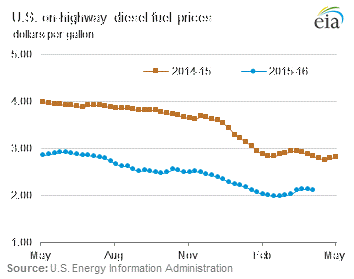 U.S. on-highway diesel fuel prices
dollars per gallon
eia
5.00
2014-15
2015-16
4.00
3.00
2.00
1.00
May
Aug
Nov
Feb
May
Source: U.S. Energy Information Administration